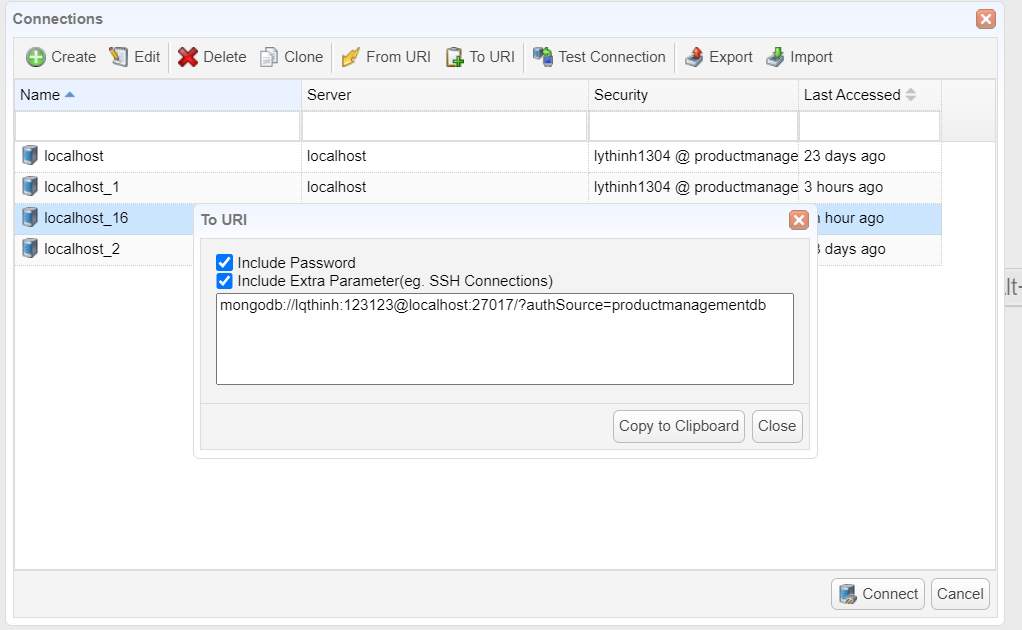 Connections
Create Edit Delete Clone From URI To URI Test Connection Export Import
Name Server Security Last Accessed
localhost localhost lythinh1304 @ productmanage 23 days ago
localhost_1 localhost lythinh1304 @ productmanage 3 hours ago
localhost_16 hour ago
localhost_2 days ago
To URI
Include Password
Include Extra Parameter(eg. SSH Connections)
mongodb://lqthinh:123123@localhost:27017/?authSource=productmanagementdb
Copy to Clipboard Close
Connect Cancel